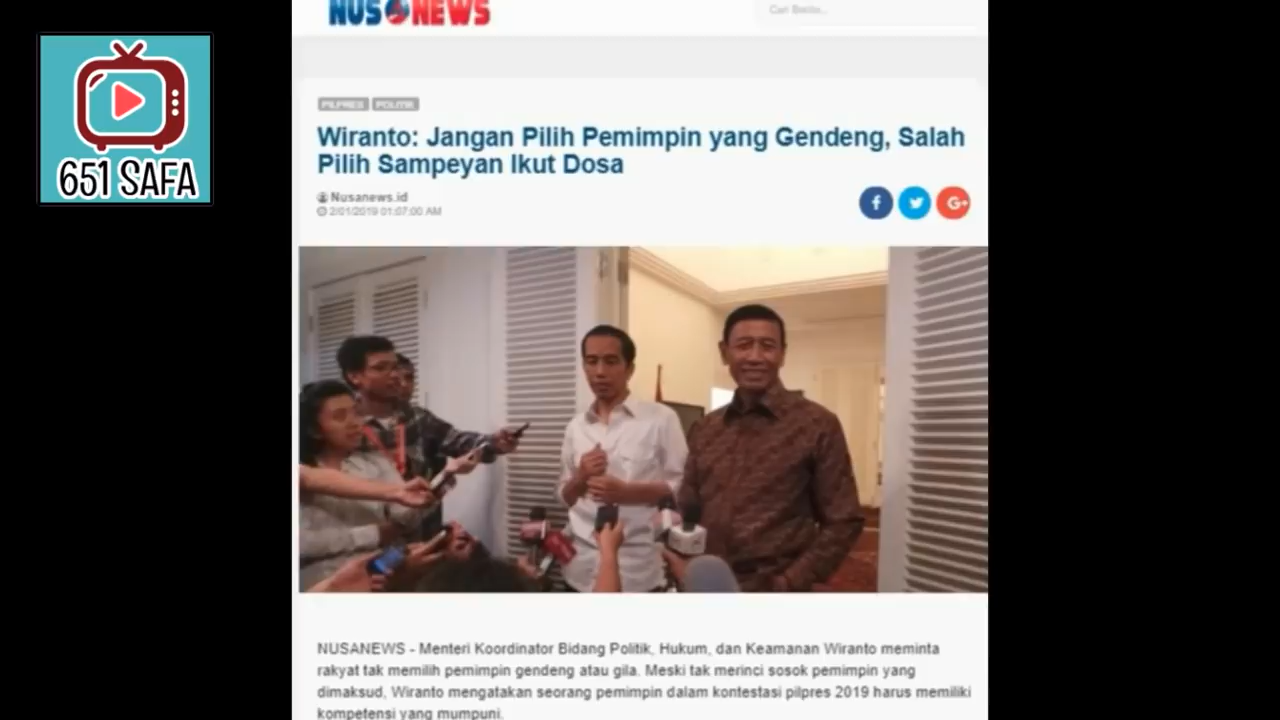 NUSANEWS
Cari Berita...
651 SAFA
PILPRES POLITIK
Wiranto: Jangan Pilih Pemimpin yang Gendeng, Salah
Pilih Sampeyan Ikut Dosa
Nusanews.id
2/01/2019 01:07:00 AM
f
G+
NUSANEWS - Menteri Koordinator Bidang Politik, Hukum, dan Keamanan Wiranto meminta
rakyat tak memilih pemimpin gendeng atau gila. Meski tak merinci sosok pemimpin yang
dimaksud, Wiranto mengatakan seorang pemimpin dalam kontestasi pilpres 2019 harus memiliki
kompetensi yang mumpuni.